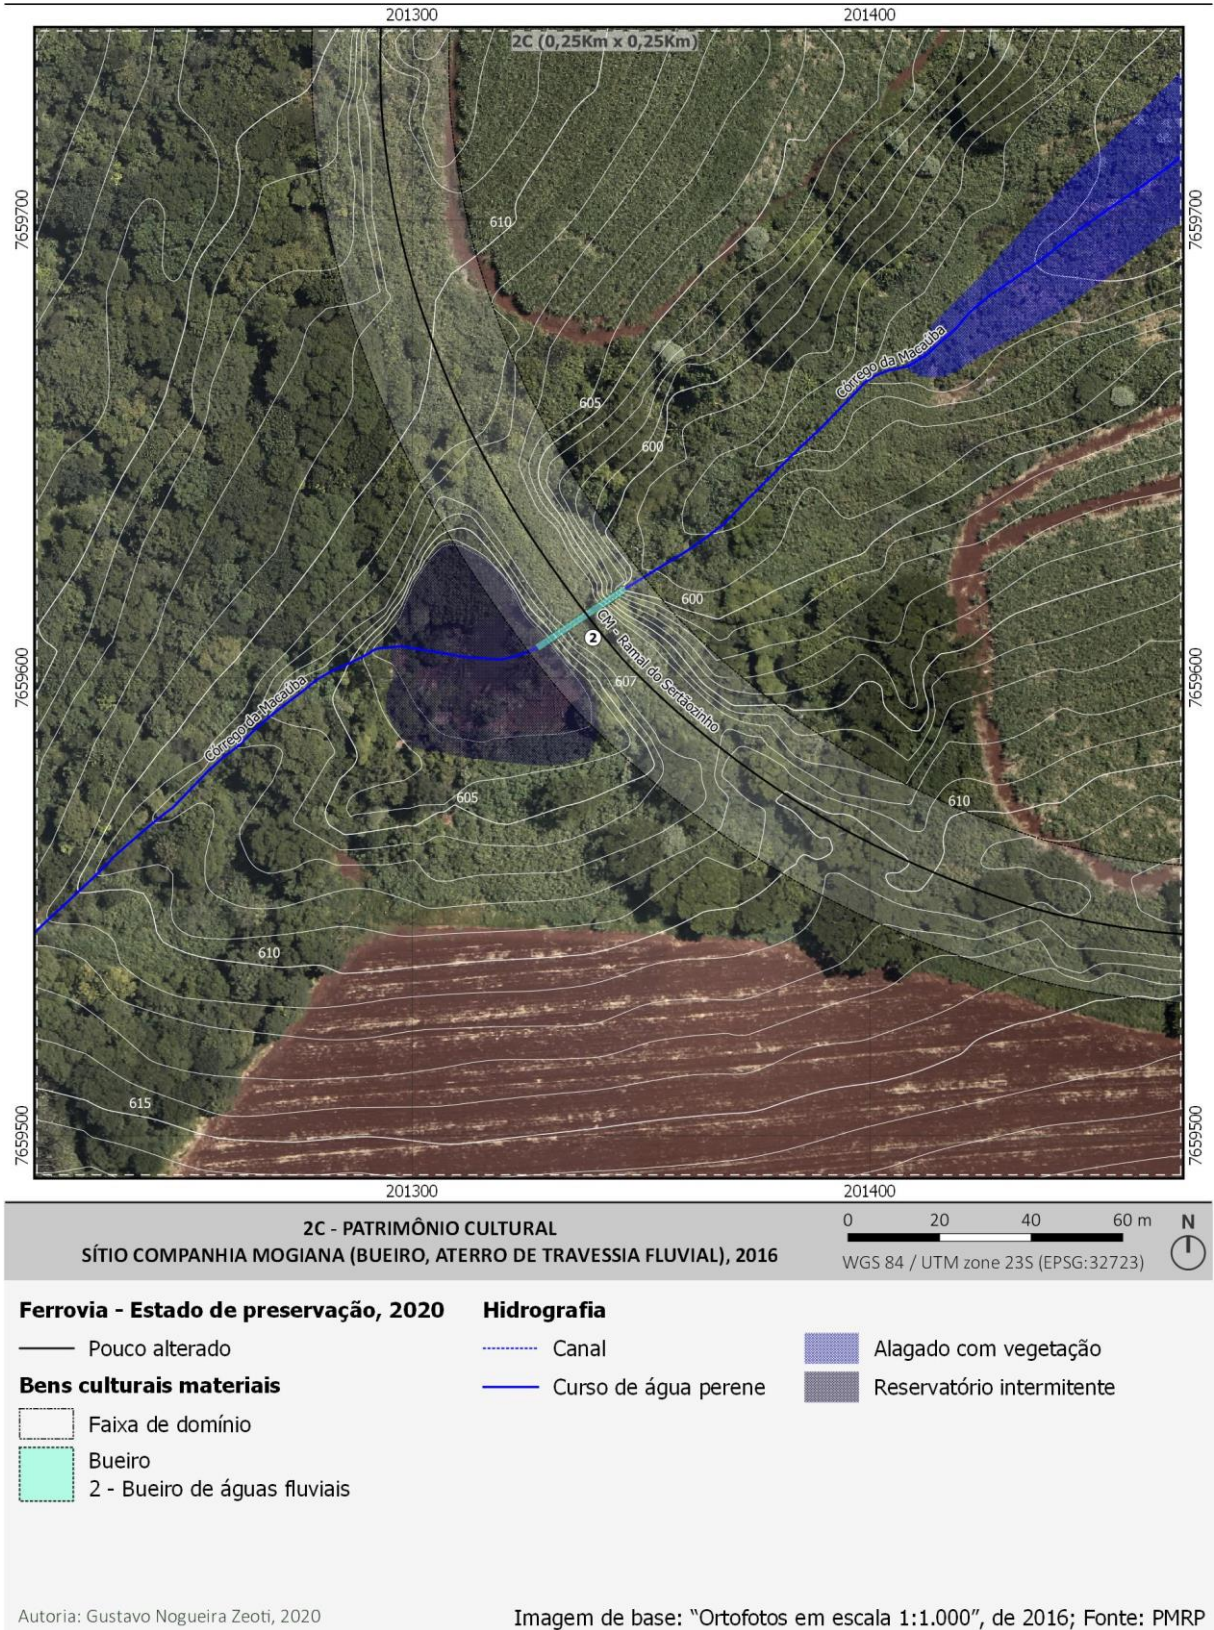 201300
201400
2C (0,25Km x 0,25Km)
7659700
7659700
610
Córrego da Macaúba
605
600
600
2
CM - Ramal do Sertãozinho
7659600
7659600
607
Córrego da Macaúba
605
610
610
615
7659500
7659500
201300
201400
2C - PATRIMÔNIO CULTURAL
SÍTIO COMPANHIA MOGIANA (BUEIRO, ATERRO DE TRAVESSIA FLUVIAL), 2016
0 20 40 60 m
N
WGS 84 / UTM zone 23S (EPSG:32723)
Ferrovia - Estado de preservação, 2020
Pouco alterado
Bens culturais materiais
Faixa de domínio
Bueiro
2 - Bueiro de águas fluviais
Hidrografia
Canal
Curso de água perene
Alagado com vegetação
Reservatório intermitente
Autoria: Gustavo Nogueira Zeoti, 2020
Imagem de base: “Ortofotos em escala 1:1.000”, de 2016; Fonte: PMRP